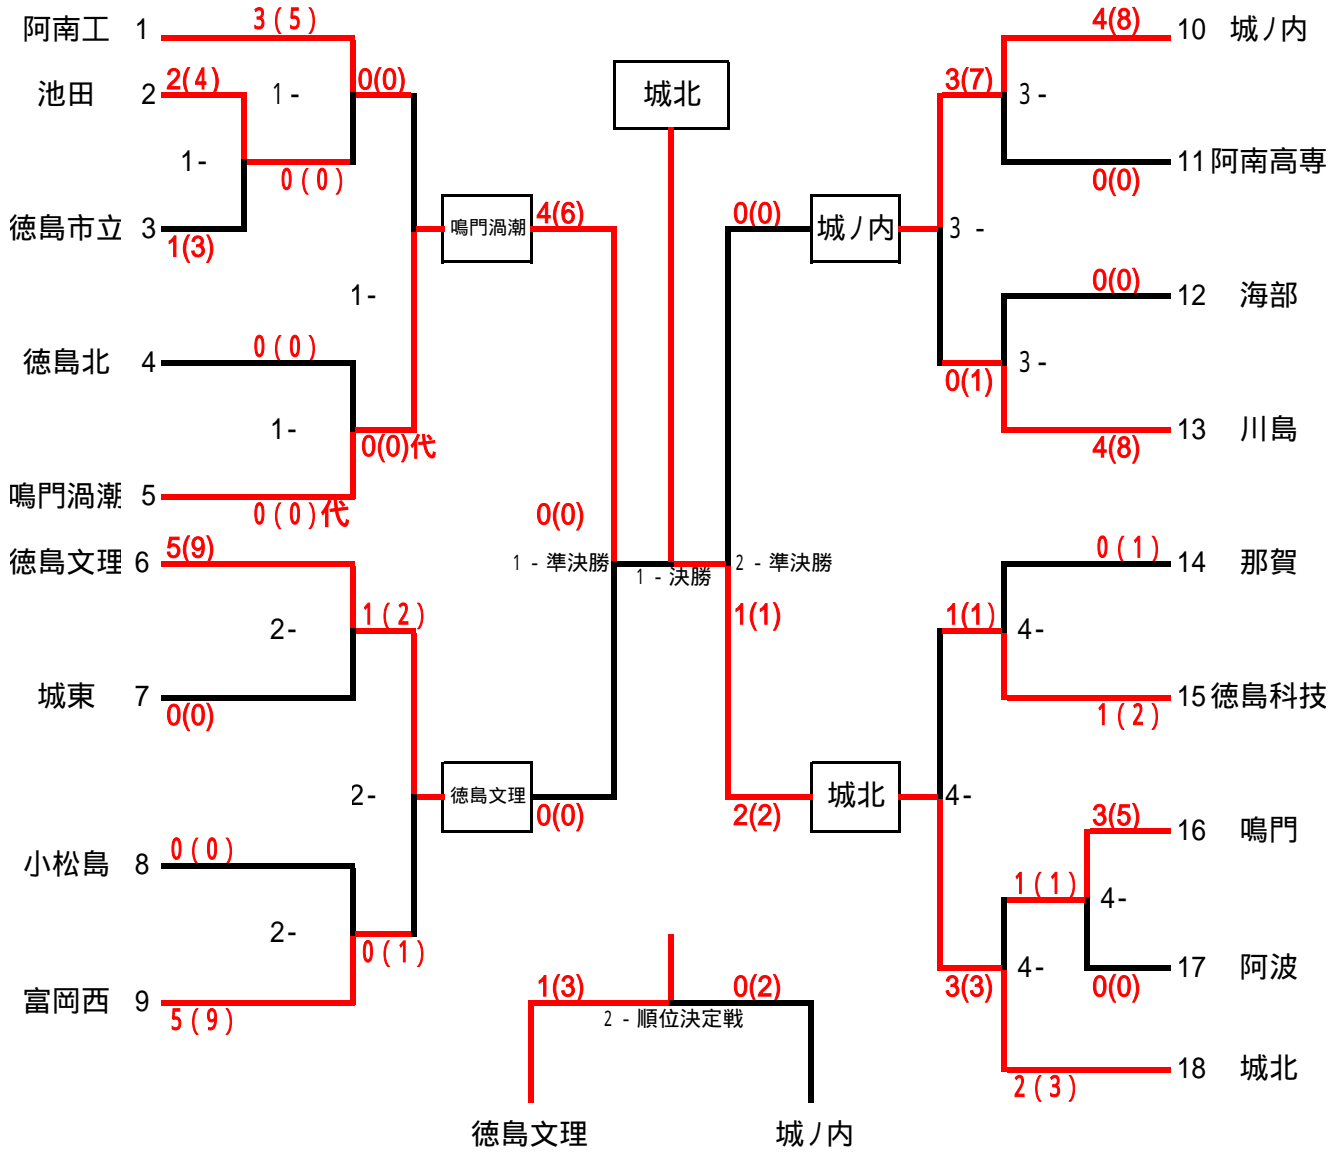 阿南工 1 3(5)
池田 2 2(4)
1-
0(0)
1-
0(0)
徳島市立 3 1(3)
鳴門渦潮 4(6)
1-
徳島北 4 0(0)
1-
0(0)代
鳴門渦潮 5 0(0)代
徳島文理 6 5(9)
2-
1(2)
城東 7 0(0)
2-
徳島文理 0(0)
小松島 8 0(0)
2-
0(1)
富岡西 9 5(9)
城北
0(0)
1 - 準決勝
1 - 決勝
2 - 準決勝
1(1)
0(0) 城ノ内
2(2) 城北
4(8) 10 城ノ内
3(7)
3-
0(0) 11 阿南高専
3 -
0(0) 12 海部
3-
0(1)
4(8) 13 川島
0(1) 14 那賀
1(1)
4-
1(2) 15 徳島科技
4-
3(5) 16 鳴門
1(1)
4-
0(0) 17 阿波
4-
3(3)
2(3) 18 城北
1(3) 0(2)
2 - 順位決定戦
徳島文理 城ノ内